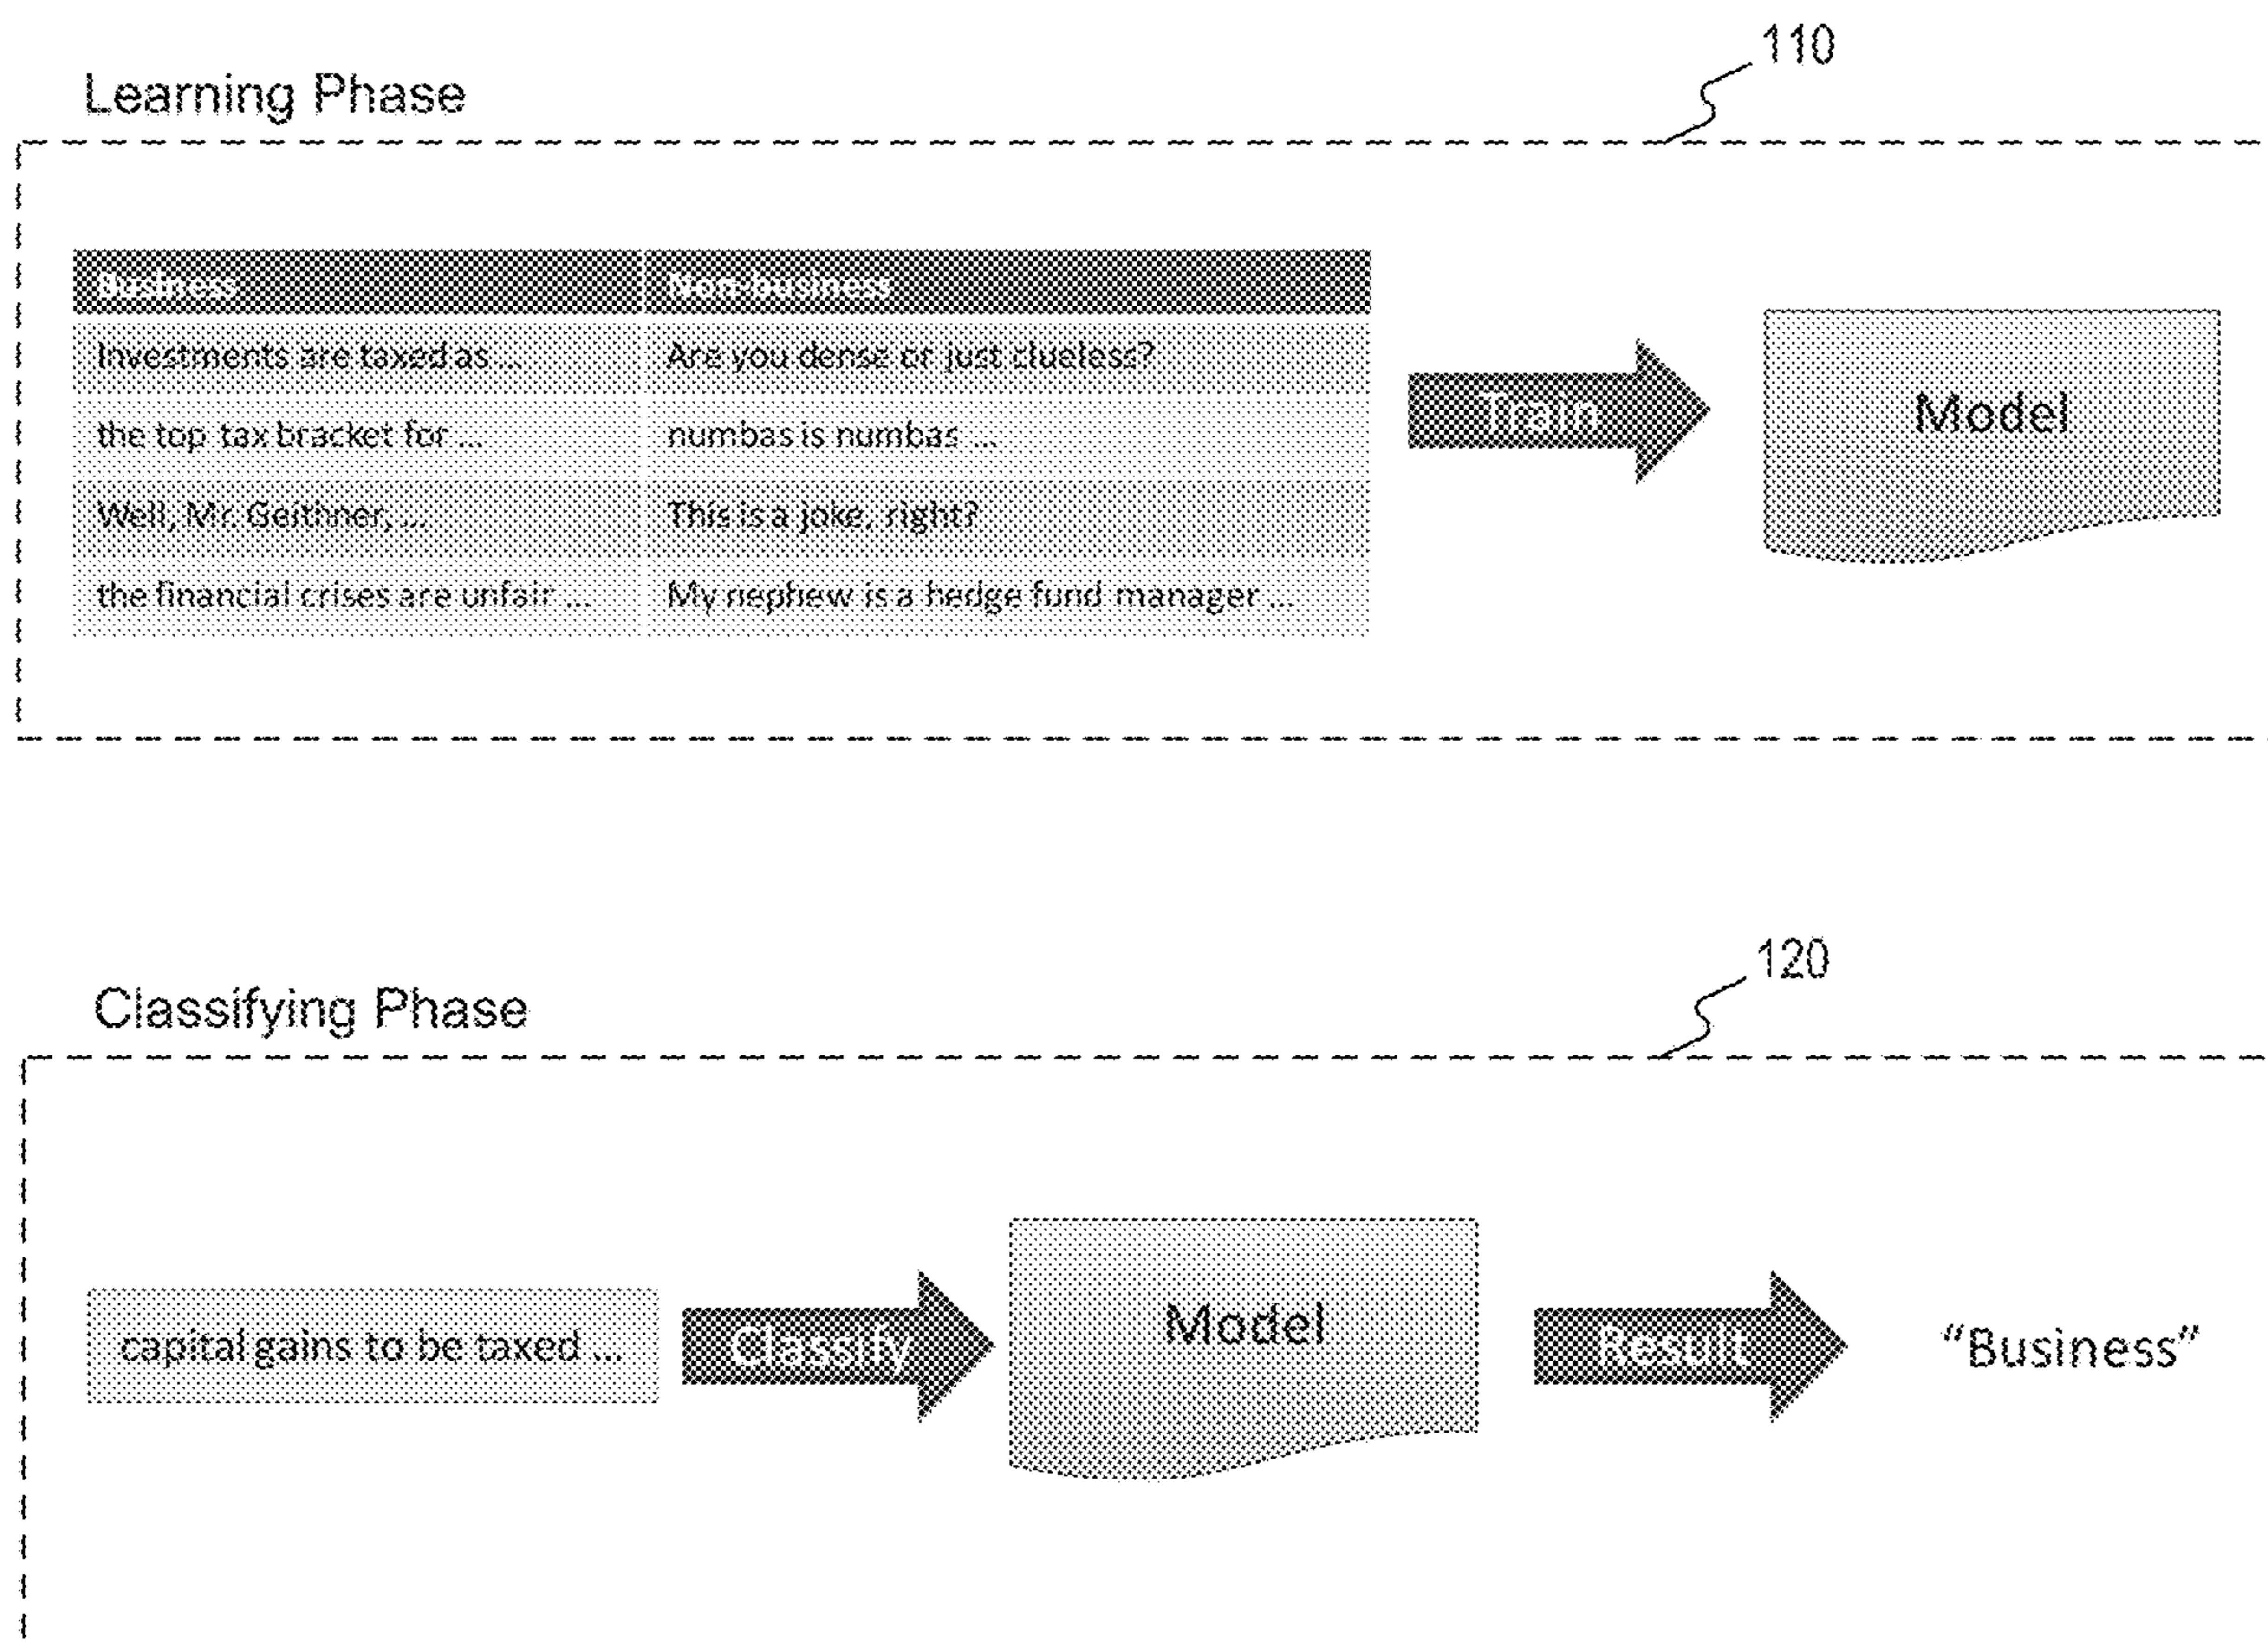 110
Learning Phase
Business Non-business
Investments are taxed as ... Are you dense or just clueless?
the top tax bracket for ... numbas is numbas ...
Well, Mr. Geithner, ... This is a joke, right?
the financial crises are unfair ... My nephew is a hedge fund manager ...
Train
Model
120
Classifying Phase
capital gains to be taxed ...
Classify
Model
Result
“Business”